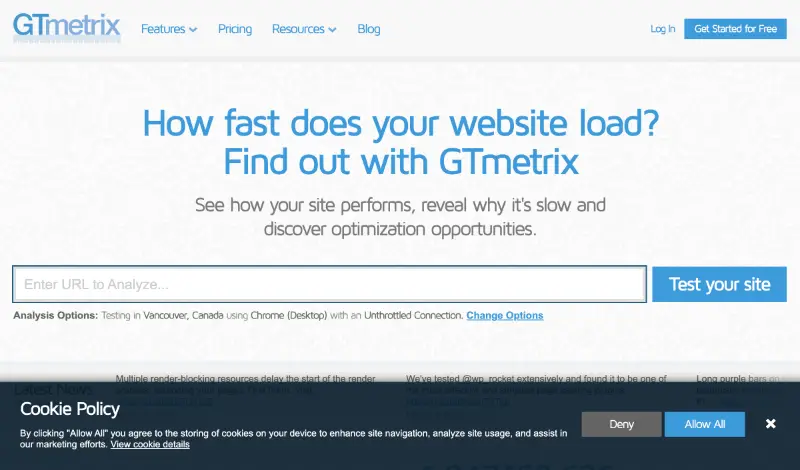 GTmetrix
Features
Pricing
Resources
Blog
Log In
Get Started for Free
How fast does your website load?
Find out with GTmetrix
See how your site performs, reveal why it's slow and
discover optimization opportunities.
Enter URL to Analyze...
Test your site
Analysis Options: Testing in Vancouver, Canada using Chrome (Desktop) with an Unthrottled Connection. Change Options
Latest News
Multiple render-blocking resources delay the start of the render
We've tested @wp_rocket extensively and found it to be one of
Long purple bars on
Cookie Policy
By clicking "Allow All" you agree to the storing of cookies on your device to enhance site navigation, analyze site usage, and assist in
our marketing efforts. View cookie details
Deny
Allow All